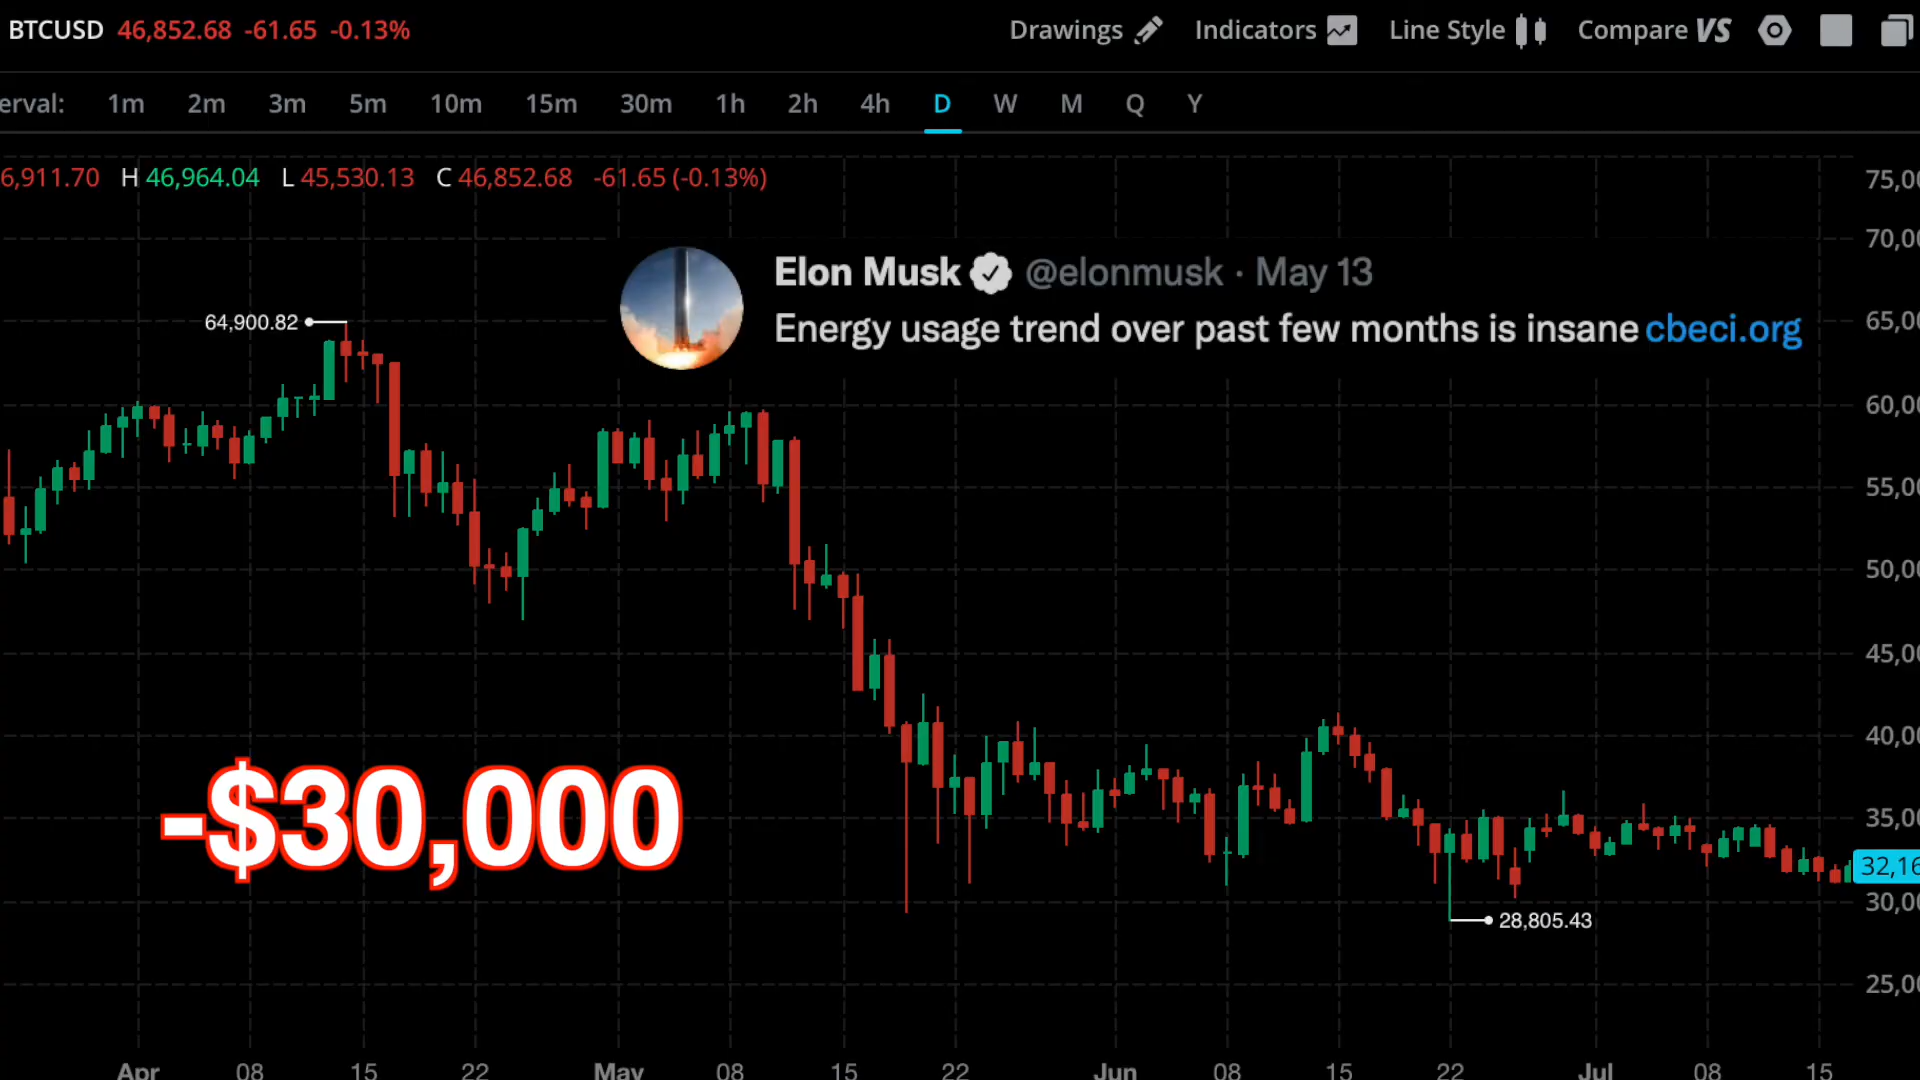 BTCUSD 46,852.68 -61.65 -0.13% Drawings Indicators Line Style Compare VS
erval: 1m 2m 3m 5m 10m 15m 30m 1h 2h 4h D W M Q Y
6,911.70 H 46,964.04 L 45,530.13 C 46,852.68 -61.65 (-0.13%)
75,00
70,00
Elon Musk @elonmusk · May 13
Energy usage trend over past few months is insane cbeci.org
64,900.82
65,00
60,00
55,00
50,00
45,00
40,00
-$30,000
35,00
32,16
30,00
28,805.43
25,00
Apr 08 15 22 May 08 15 22 Jun 08 15 22 Jul 08 15